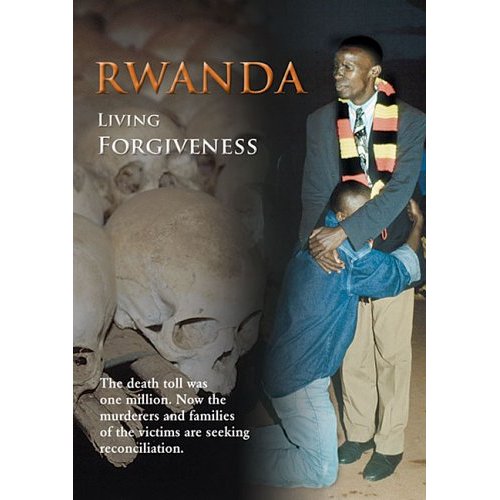 RWANDA
LIVING
FORGIVENESS
The death toll was
one million. Now the
murderers and families
of the victims are seeking
reconciliation.